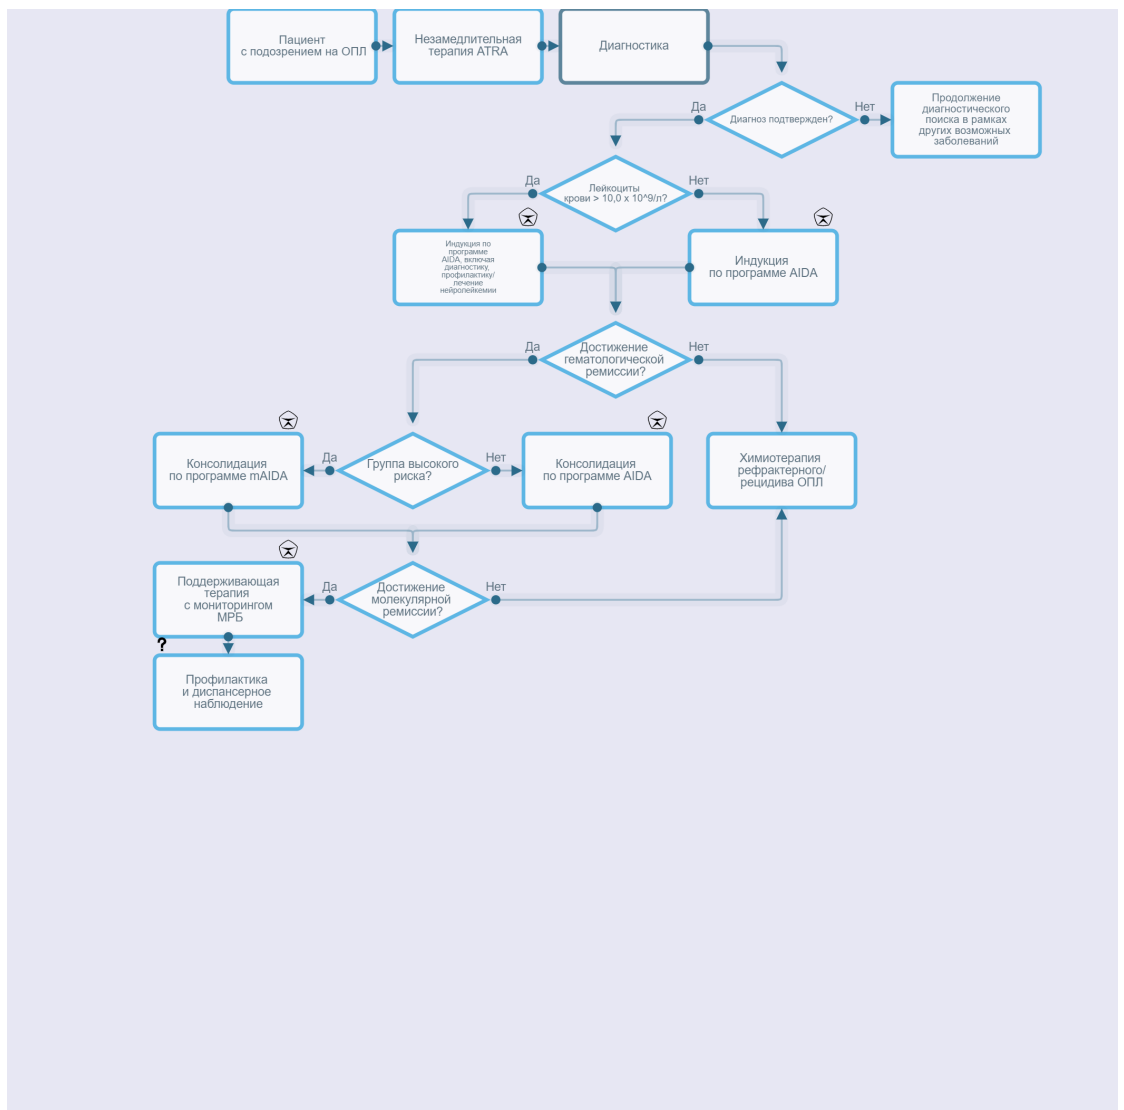 Пациент
с подозрением на ОПЛ
Незамедлительная
терапия ATRA
Диагностика
Диагноз подтвержден?
Да
Нет
Продолжение
диагностического
поиска в рамках
других возможных
заболеваний
Лейкоциты
крови > 10,0 x 10^9/л?
Да
Нет
Индукция по
программе
AIDA, включая
диагностику,
профилактику/
лечение
нейролейкемии
Индукция
по программе AIDA
Достижение
гематологической
ремиссии?
Да
Нет
Консолидация
по программе mAIDA
Да
Группа высокого
риска?
Нет
Консолидация
по программе AIDA
Химиотерапия
рефрактерного/
рецидива ОПЛ
Поддерживающая
терапия
с мониторингом
МРБ
Да
Достижение
молекулярной
ремиссии?
Нет
?
Профилактика
и диспансерное
наблюдение